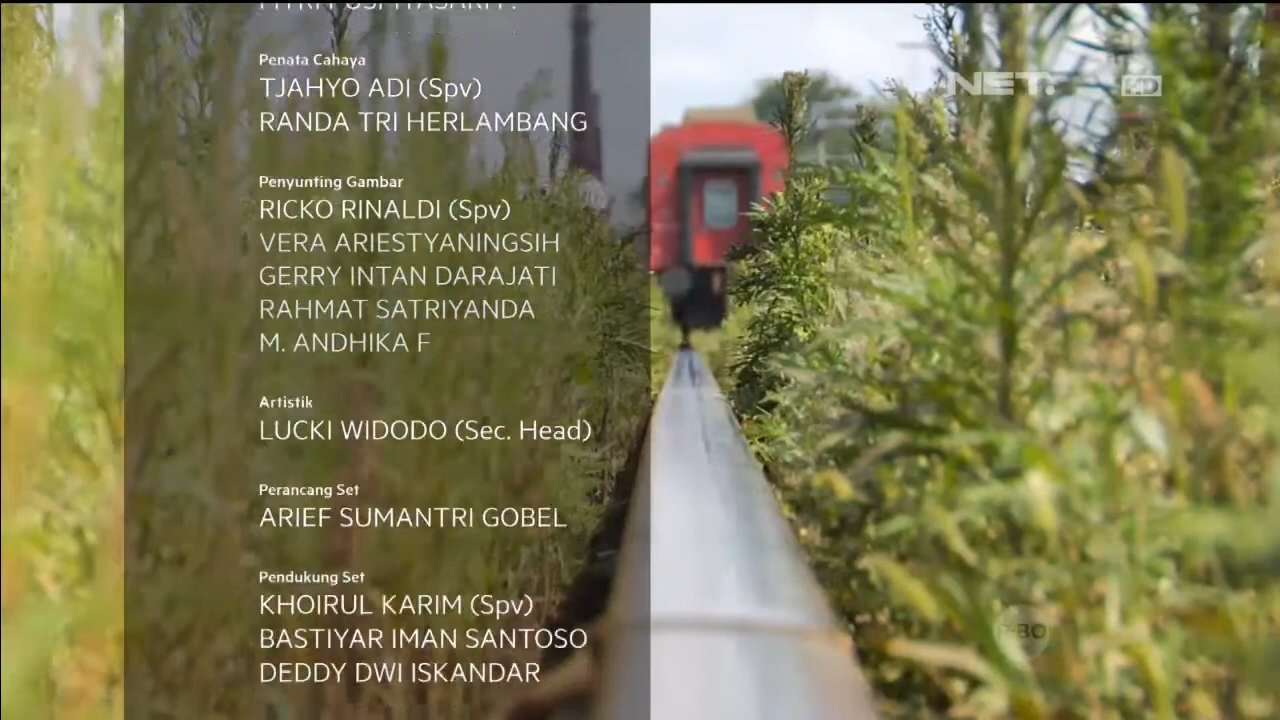 Penata Cahaya
TJAHYO ADI (Spv)
RANDA TRI HERLAMBANG
Penyunting Gambar
RICKO RINALDI (Spv)
VERA ARIESTYANINGSIH
GERRY INTAN DARAJATI
RAHMAT SATRIYANDA
M. ANDHIKA F
Artistik
LUCKI WIDODO (Sec. Head)
Perancang Set
ARIEF SUMANTRI GOBEL
Pendukung Set
KHOIRUL KARIM (Spv)
BASTIYAR IMAN SANTOSO
DEDDY DWI ISKANDAR
NET. HD